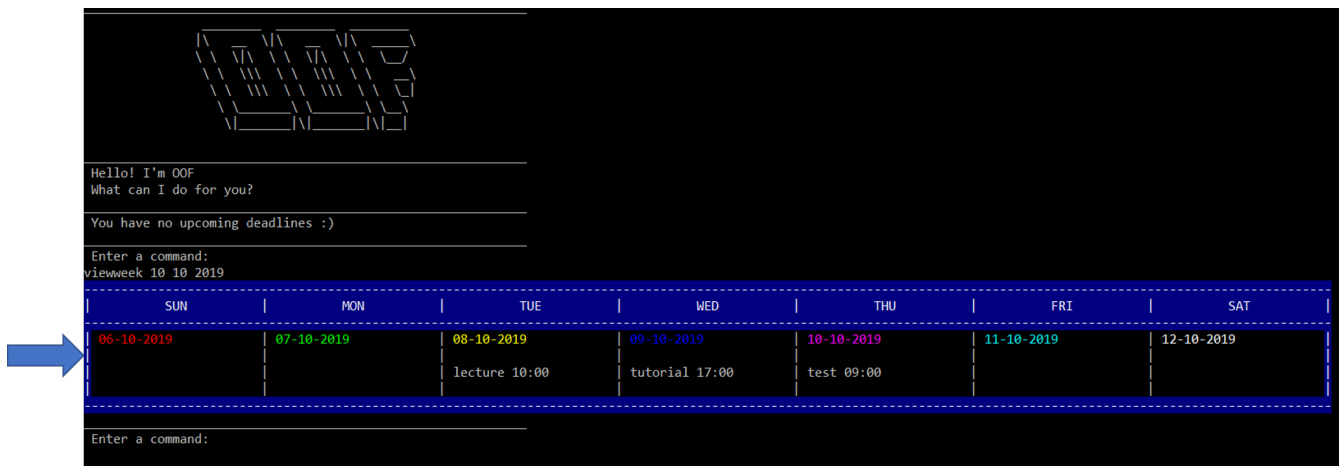 OOF
Hello! I'm OOF
What can I do for you?
You have no upcoming deadlines :)
Enter a command:
viewweek 10 10 2019
| SUN | MON | TUE | WED | THU | FRI | SAT |
| 06-10-2019 | 07-10-2019 | 08-10-2019 | 09-10-2019 | 10-10-2019 | 11-10-2019 | 12-10-2019 |
| | | lecture 10:00 | tutorial 17:00 | test 09:00 | | |
Enter a command: